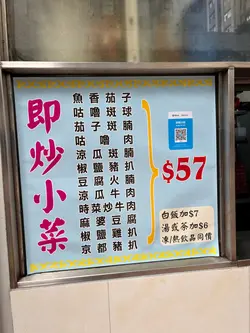 即炒小菜
魚香茄子
咕嚕斑球
茄子斑腩
咕嚕肉
涼瓜斑腩
椒鹽豬扒
豆腐火腩
涼瓜牛肉
時菜牛肉
麻婆豆腐
椒鹽雞扒
京都豬扒
$57
白飯加$7
湯或茶加$6
凍/熱飲品同價